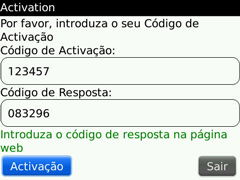 Activation
Por favor, introduza o seu Código de
Activação
Código de Activação:
123457
Código de Resposta:
083296
Introduza o código de resposta na página
web
Activação
Sair